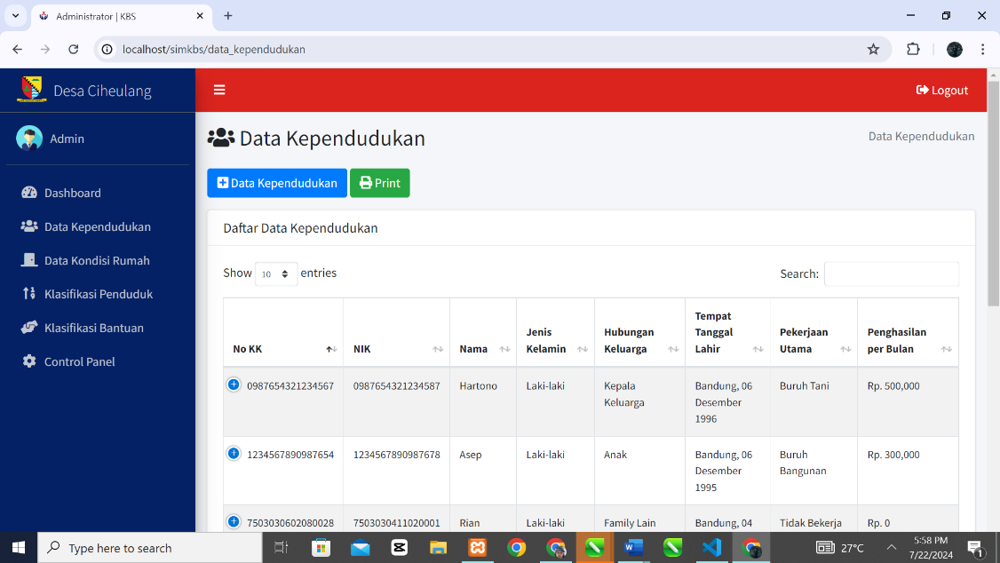 Administrator | KBS
localhost/simkbs/data_kependudukan
Desa Ciheulang
Logout
Admin
Data Kependudukan
Data Kependudukan
Dashboard
Data Kependudukan
Data Kondisi Rumah
Klasifikasi Penduduk
Klasifikasi Bantuan
Control Panel
Data Kependudukan
Print
Daftar Data Kependudukan
Show 10 entries
Search:
No KK
NIK
Nama
Jenis
Kelamin
Hubungan
Keluarga
Tempat
Tanggal
Lahir
Pekerjaan
Utama
Penghasilan
per Bulan
0987654321234567
0987654321234587
Hartono
Laki-laki
Kepala
Keluarga
Bandung, 06
Desember
1996
Buruh Tani
Rp. 500,000
1234567890987654
1234567890987678
Asep
Laki-laki
Anak
Bandung, 06
Desember
1995
Buruh
Bangunan
Rp. 300,000
7503030602080028
7503030411020001
Rian
Laki-laki
Family Lain
Bandung, 04
Tidak Bekerja
Rp. 0
Type here to search
27°C
5:58 PM
7/22/2024
1